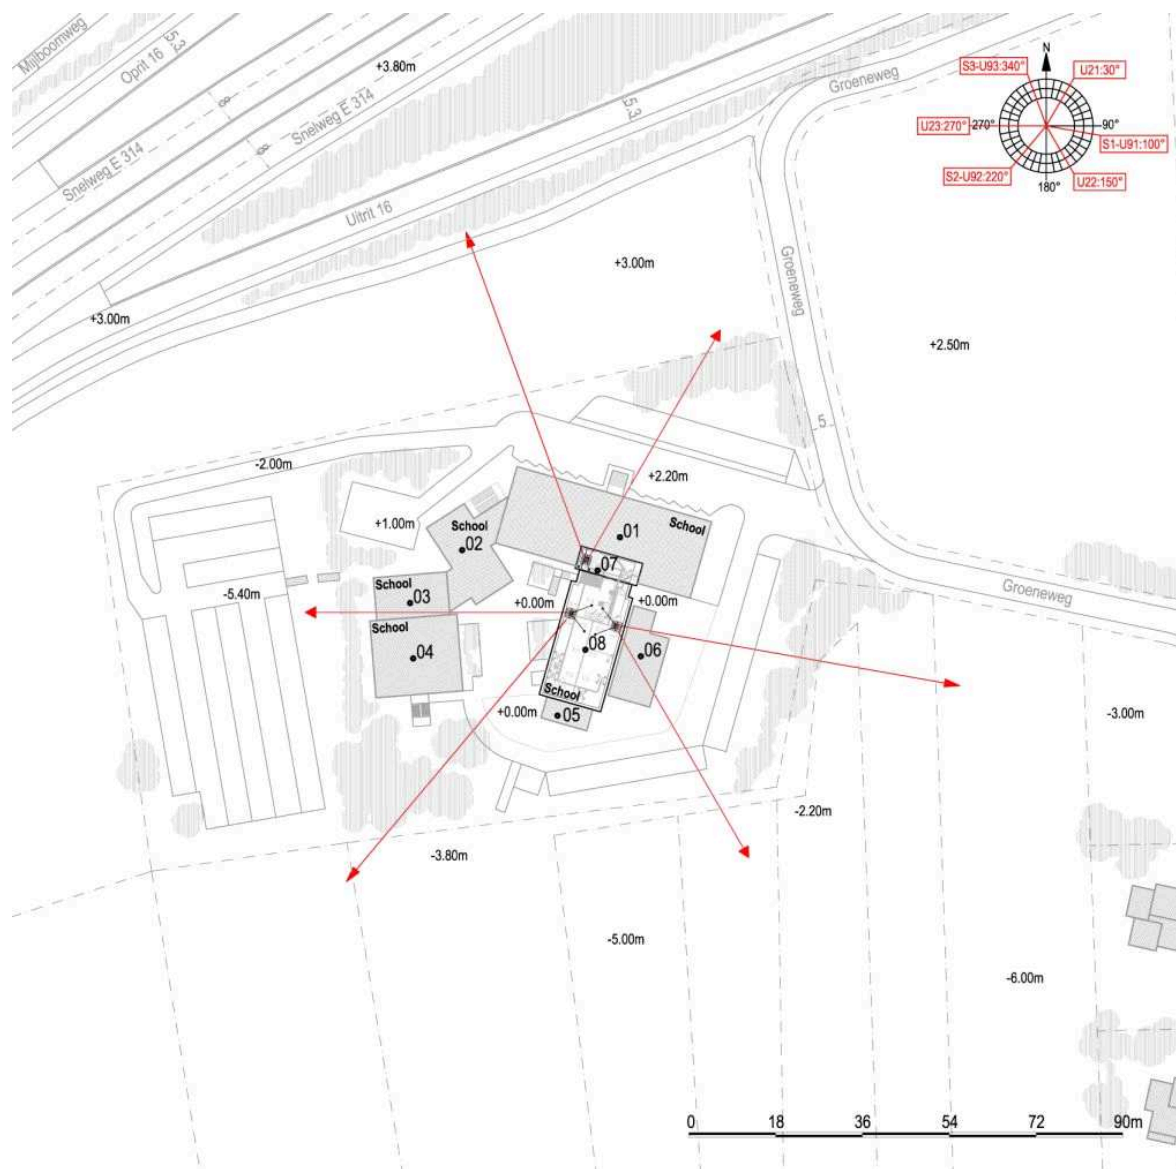 Mijlboomweg
Oprit 16
5.3
+3.80m
8
Snelweg E 314
Snelweg E 314
8
5.3
Groeneweg
N
S3-U93:340°
U21:30°
U23:270°
270°
90°
S1-U91:100°
S2-U92:220°
U22:150°
180°
Uitrit 16
+3.00m
+3.00m
Groeneweg
+2.50m
5
-2.00m
+2.20m
+1.00m
School
02
01
School
07
School
03
-5.40m
+0.00m
+0.00m
Groeneweg
School
04
08
06
School
+0.00m
05
-3.00m
-2.20m
-3.80m
-5.00m
-6.00m
0 18 36 54 72 90m